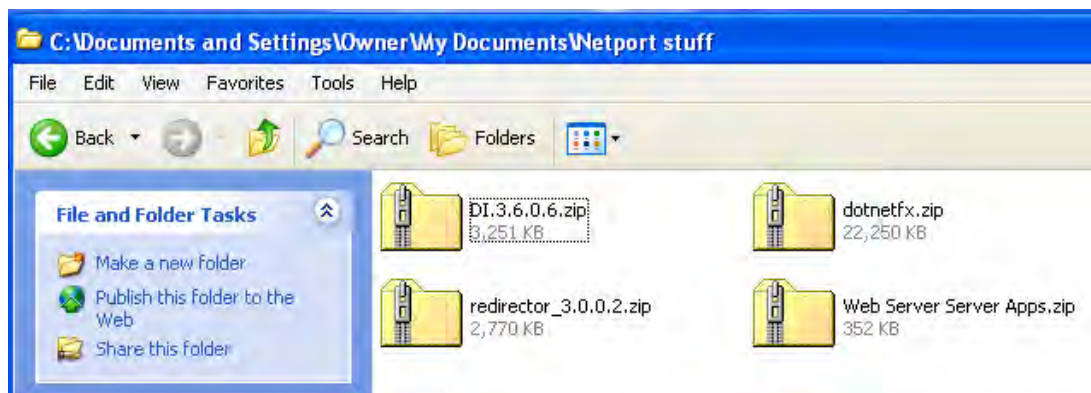 C:\Documents and Settings\Owner\My Documents\Netport stuff
File Edit View Favorites Tools Help
Back Search Folders
File and Folder Tasks
Make a new folder
Publish this folder to the
Web
Share this folder
DI.3.6.0.6.zip
3,251 KB
dotnetfx.zip
22,250 KB
redirector_3.0.0.2.zip
2,770 KB
Web Server Server Apps.zip
352 KB